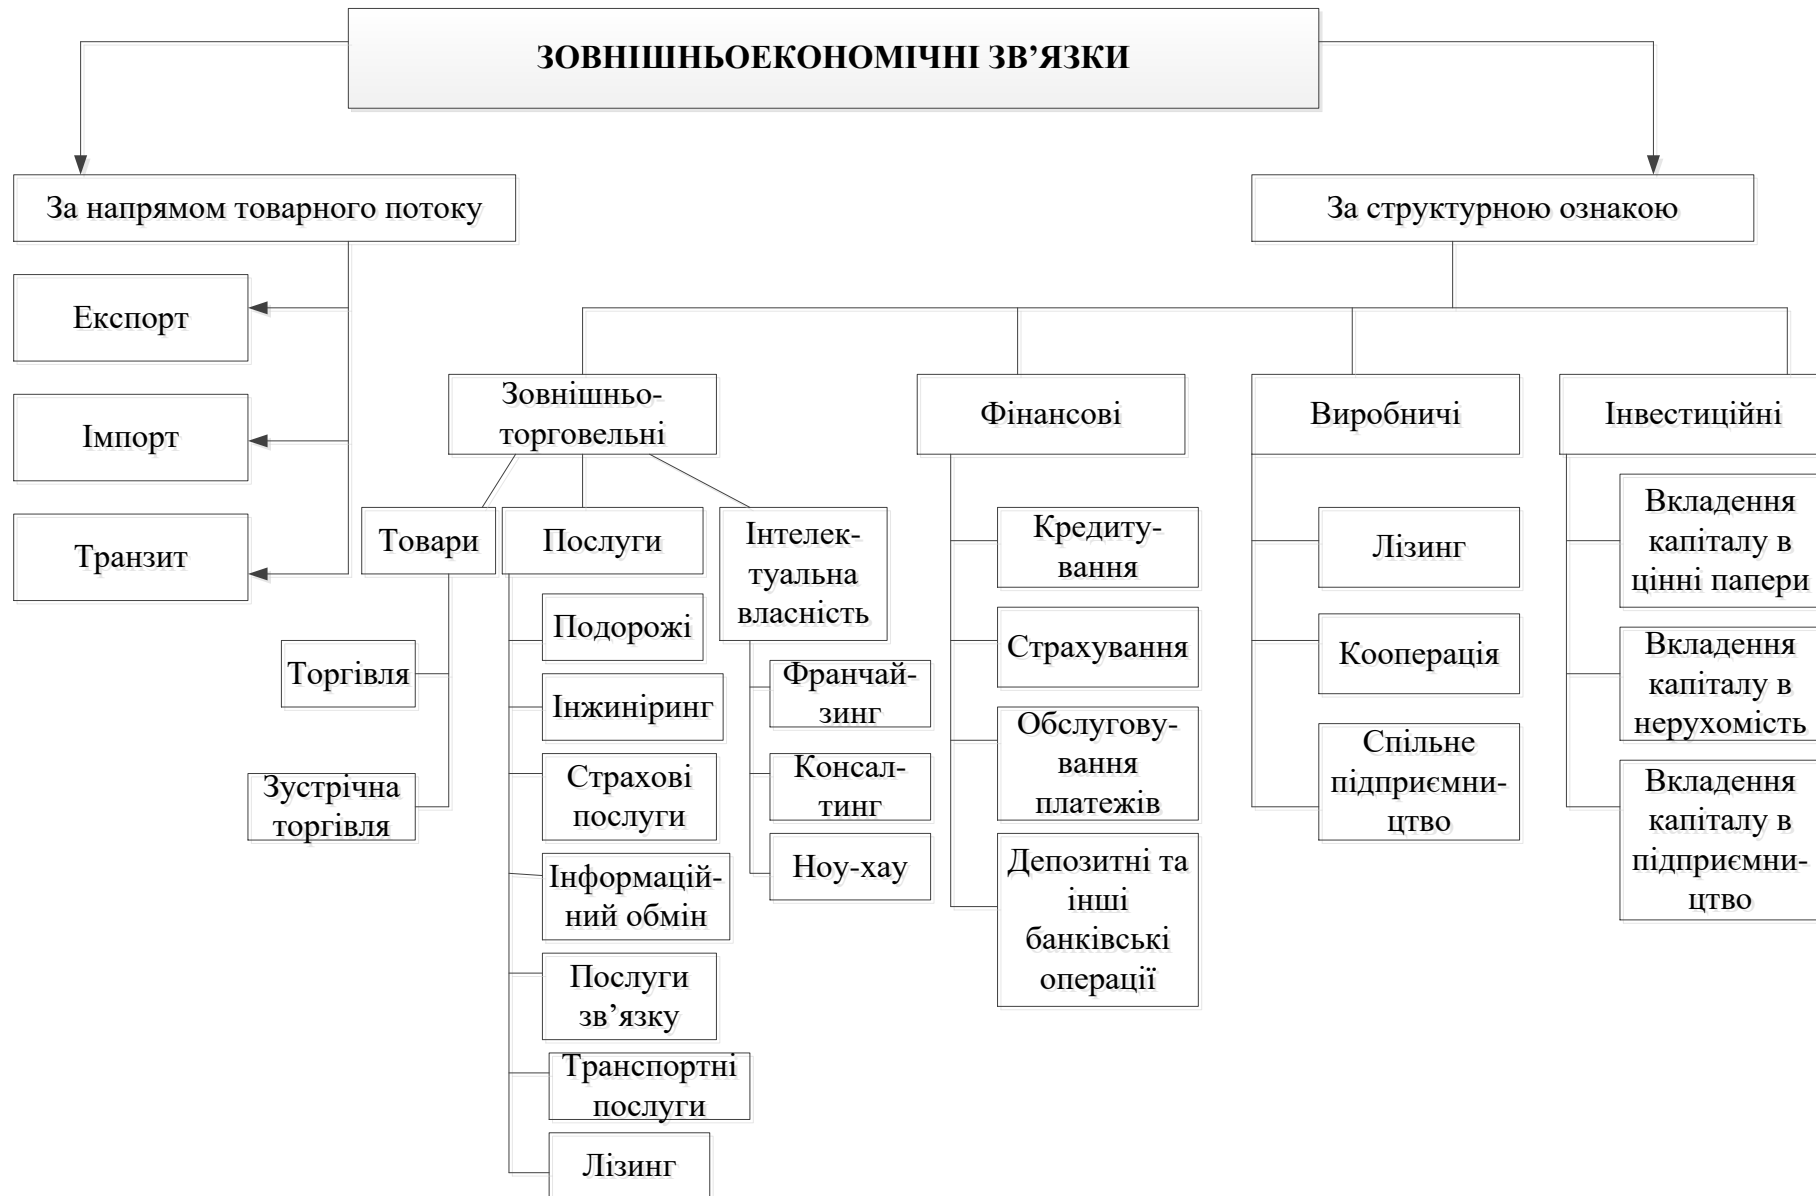 ЗОВНІШНЬОЕКОНОМІЧНІ ЗВ’ЯЗКИ
За напрямом товарного потоку
Експорт
Імпорт
Транзит
За структурною ознакою
Зовнішньо-
торговельні
Товари
Торгівля
Зустрічна
торгівля
Послуги
Подорожі
Інжиніринг
Страхові
послуги
Інформацій-
ний обмін
Послуги
зв’язку
Транспортні
послуги
Лізинг
Інтелек-
туальна
власність
Франчай-
зинг
Консал-
тинг
Ноу-хау
Фінансові
Кредиту-
вання
Страхування
Обслугову-
вання
платежів
Депозитні та
інші
банківські
операції
Виробничі
Лізинг
Кооперація
Спільне
підприємни-
цтво
Інвестиційні
Вкладення
капіталу в
цінні папери
Вкладення
капіталу в
нерухомість
Вкладення
капіталу в
підприємни-
цтво